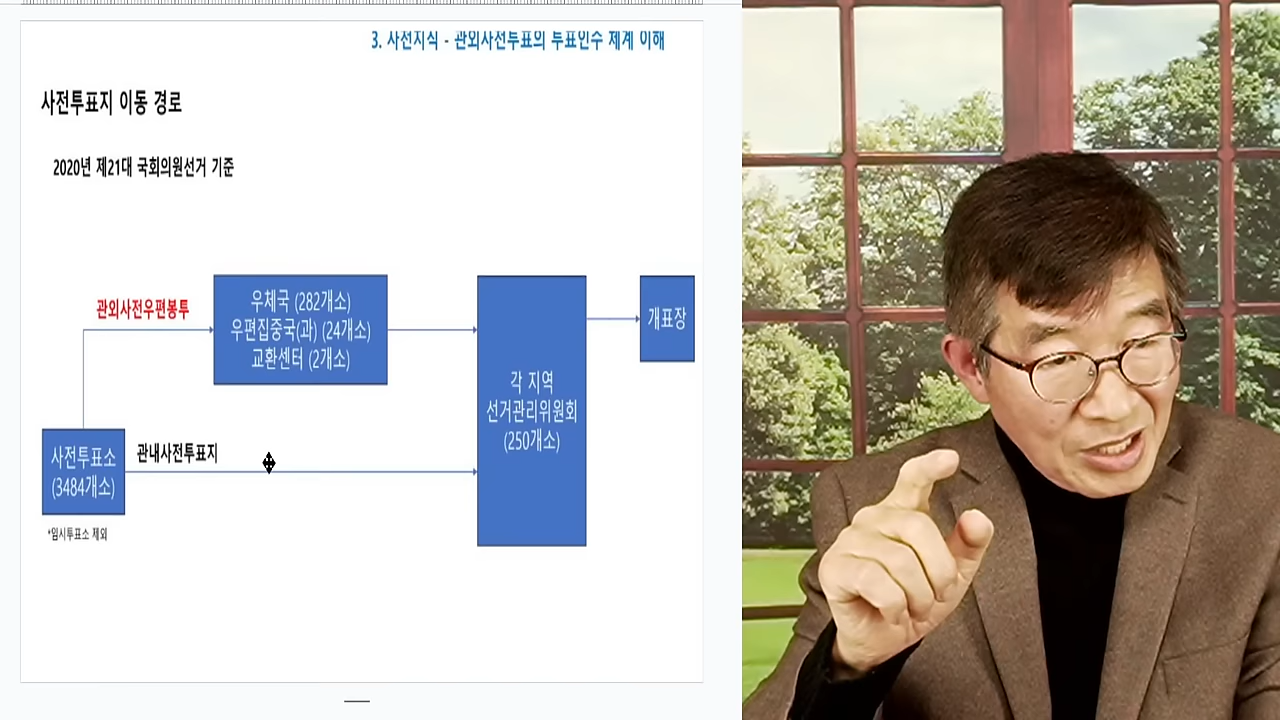 3. 사전지식 - 관외사전투표의 투표인수 체계 이해
사전투표지 이동 경로
2020년 제21대 국회의원선거 기준
관외사전우편봉투
우체국 (282개소)
우편집중국(과) (24개소)
교환센터 (2개소)
개표장
각 지역
선거관리위원회
(250개소)
사전투표소
(3484개소)
관내사전투표지
*임시투표소 제외